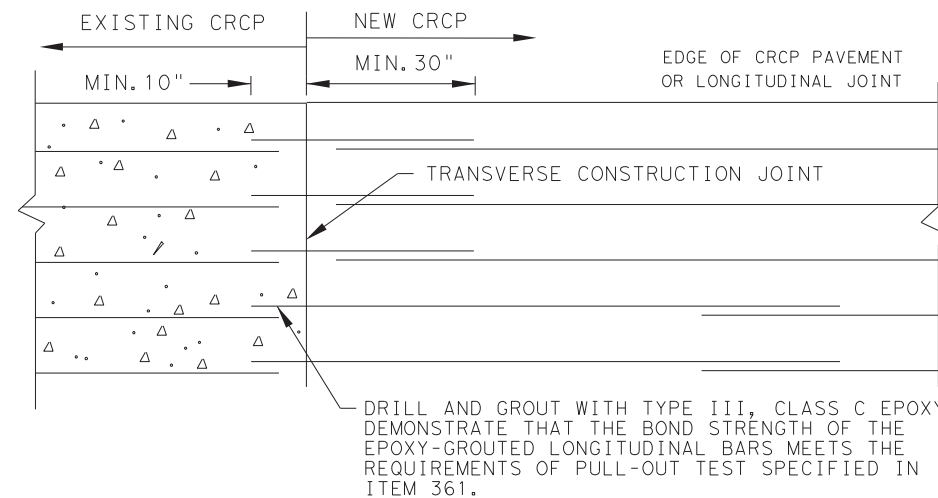 EXISTING CRCP
NEW CRCP
MIN. 10"
MIN. 30"
EDGE OF CRCP PAVEMENT
OR LONGITUDINAL JOINT
TRANSVERSE CONSTRUCTION JOINT
DRILL AND GROUT WITH TYPE III, CLASS C EPOXY
DEMONSTRATE THAT THE BOND STRENGTH OF THE
EPOXY-GROUTED LONGITUDINAL BARS MEETS THE
REQUIREMENTS OF PULL-OUT TEST SPECIFIED IN
ITEM 361.